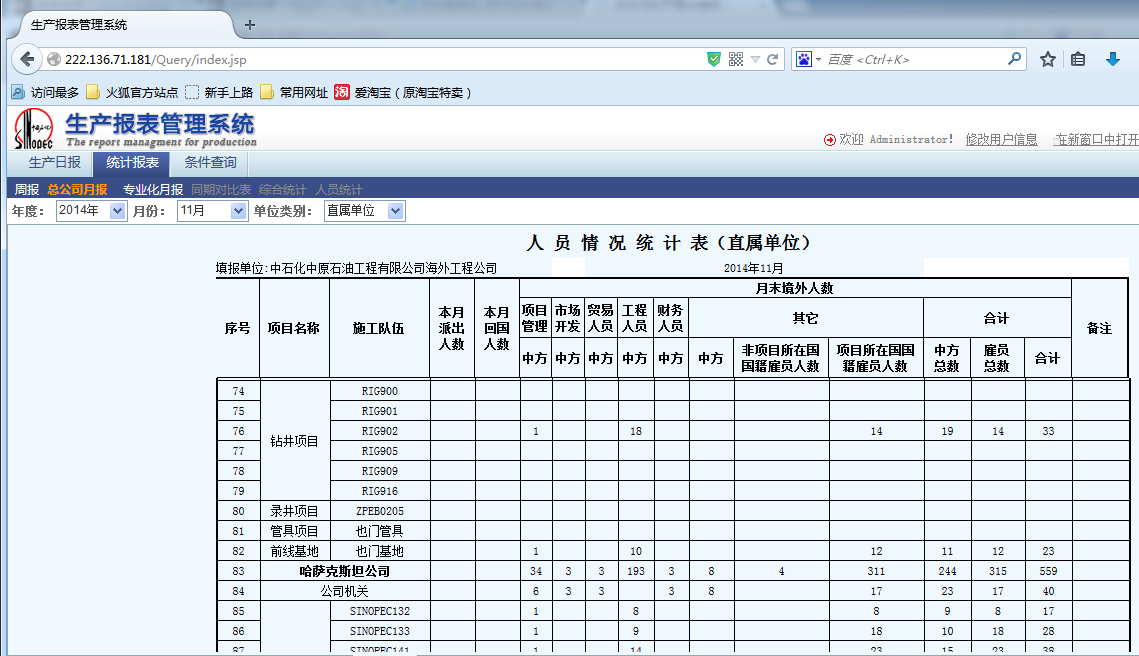 生产报表管理系统
222.136.71.181/Query/index.jsp
百度 <Ctrl+K>
访问最多 火狐官方站点 新手上路 常用网址 淘 爱淘宝（原淘宝特卖）
SINOPEC 生产报表管理系统
The report managment for production
欢迎 Administrator! 修改用户信息 在新窗口中打开
生产日报 统计报表 条件查询
周报 总公司月报 专业化月报 同期对比表 综合统计 人员统计
年度： 2014年 月份： 11月 单位类别： 直属单位
人 员 情 况 统 计 表（直属单位）
填报单位:中石化中原石油工程有限公司海外工程公司 2014年11月
序号 项目名称 施工队伍 本月派出人数 本月回国人数 月末境外人数 备注
项目管理 市场开发 贸易人员 工程人员 财务人员 其它 合计
中方 中方 中方 中方 中方 中方 非项目所在国国籍雇员人数 项目所在国国籍雇员人数 中方总数 雇员总数 合计
74 钻井项目 RIG900
75 RIG901
76 RIG902 1 18 14 19 14 33
77 RIG905
78 RIG909
79 RIG916
80 录井项目 ZPEB0205
81 管具项目 也门管具
82 前线基地 也门基地 1 10 12 11 12 23
83 哈萨克斯坦公司 34 3 3 193 3 8 4 311 244 315 559
84 公司机关 6 3 3 3 8 17 23 17 40
85 SINOPEC132 1 8 8 9 8 17
86 SINOPEC133 1 9 18 10 18 28
87 SINOPEC141 1 14 23 15 23 38